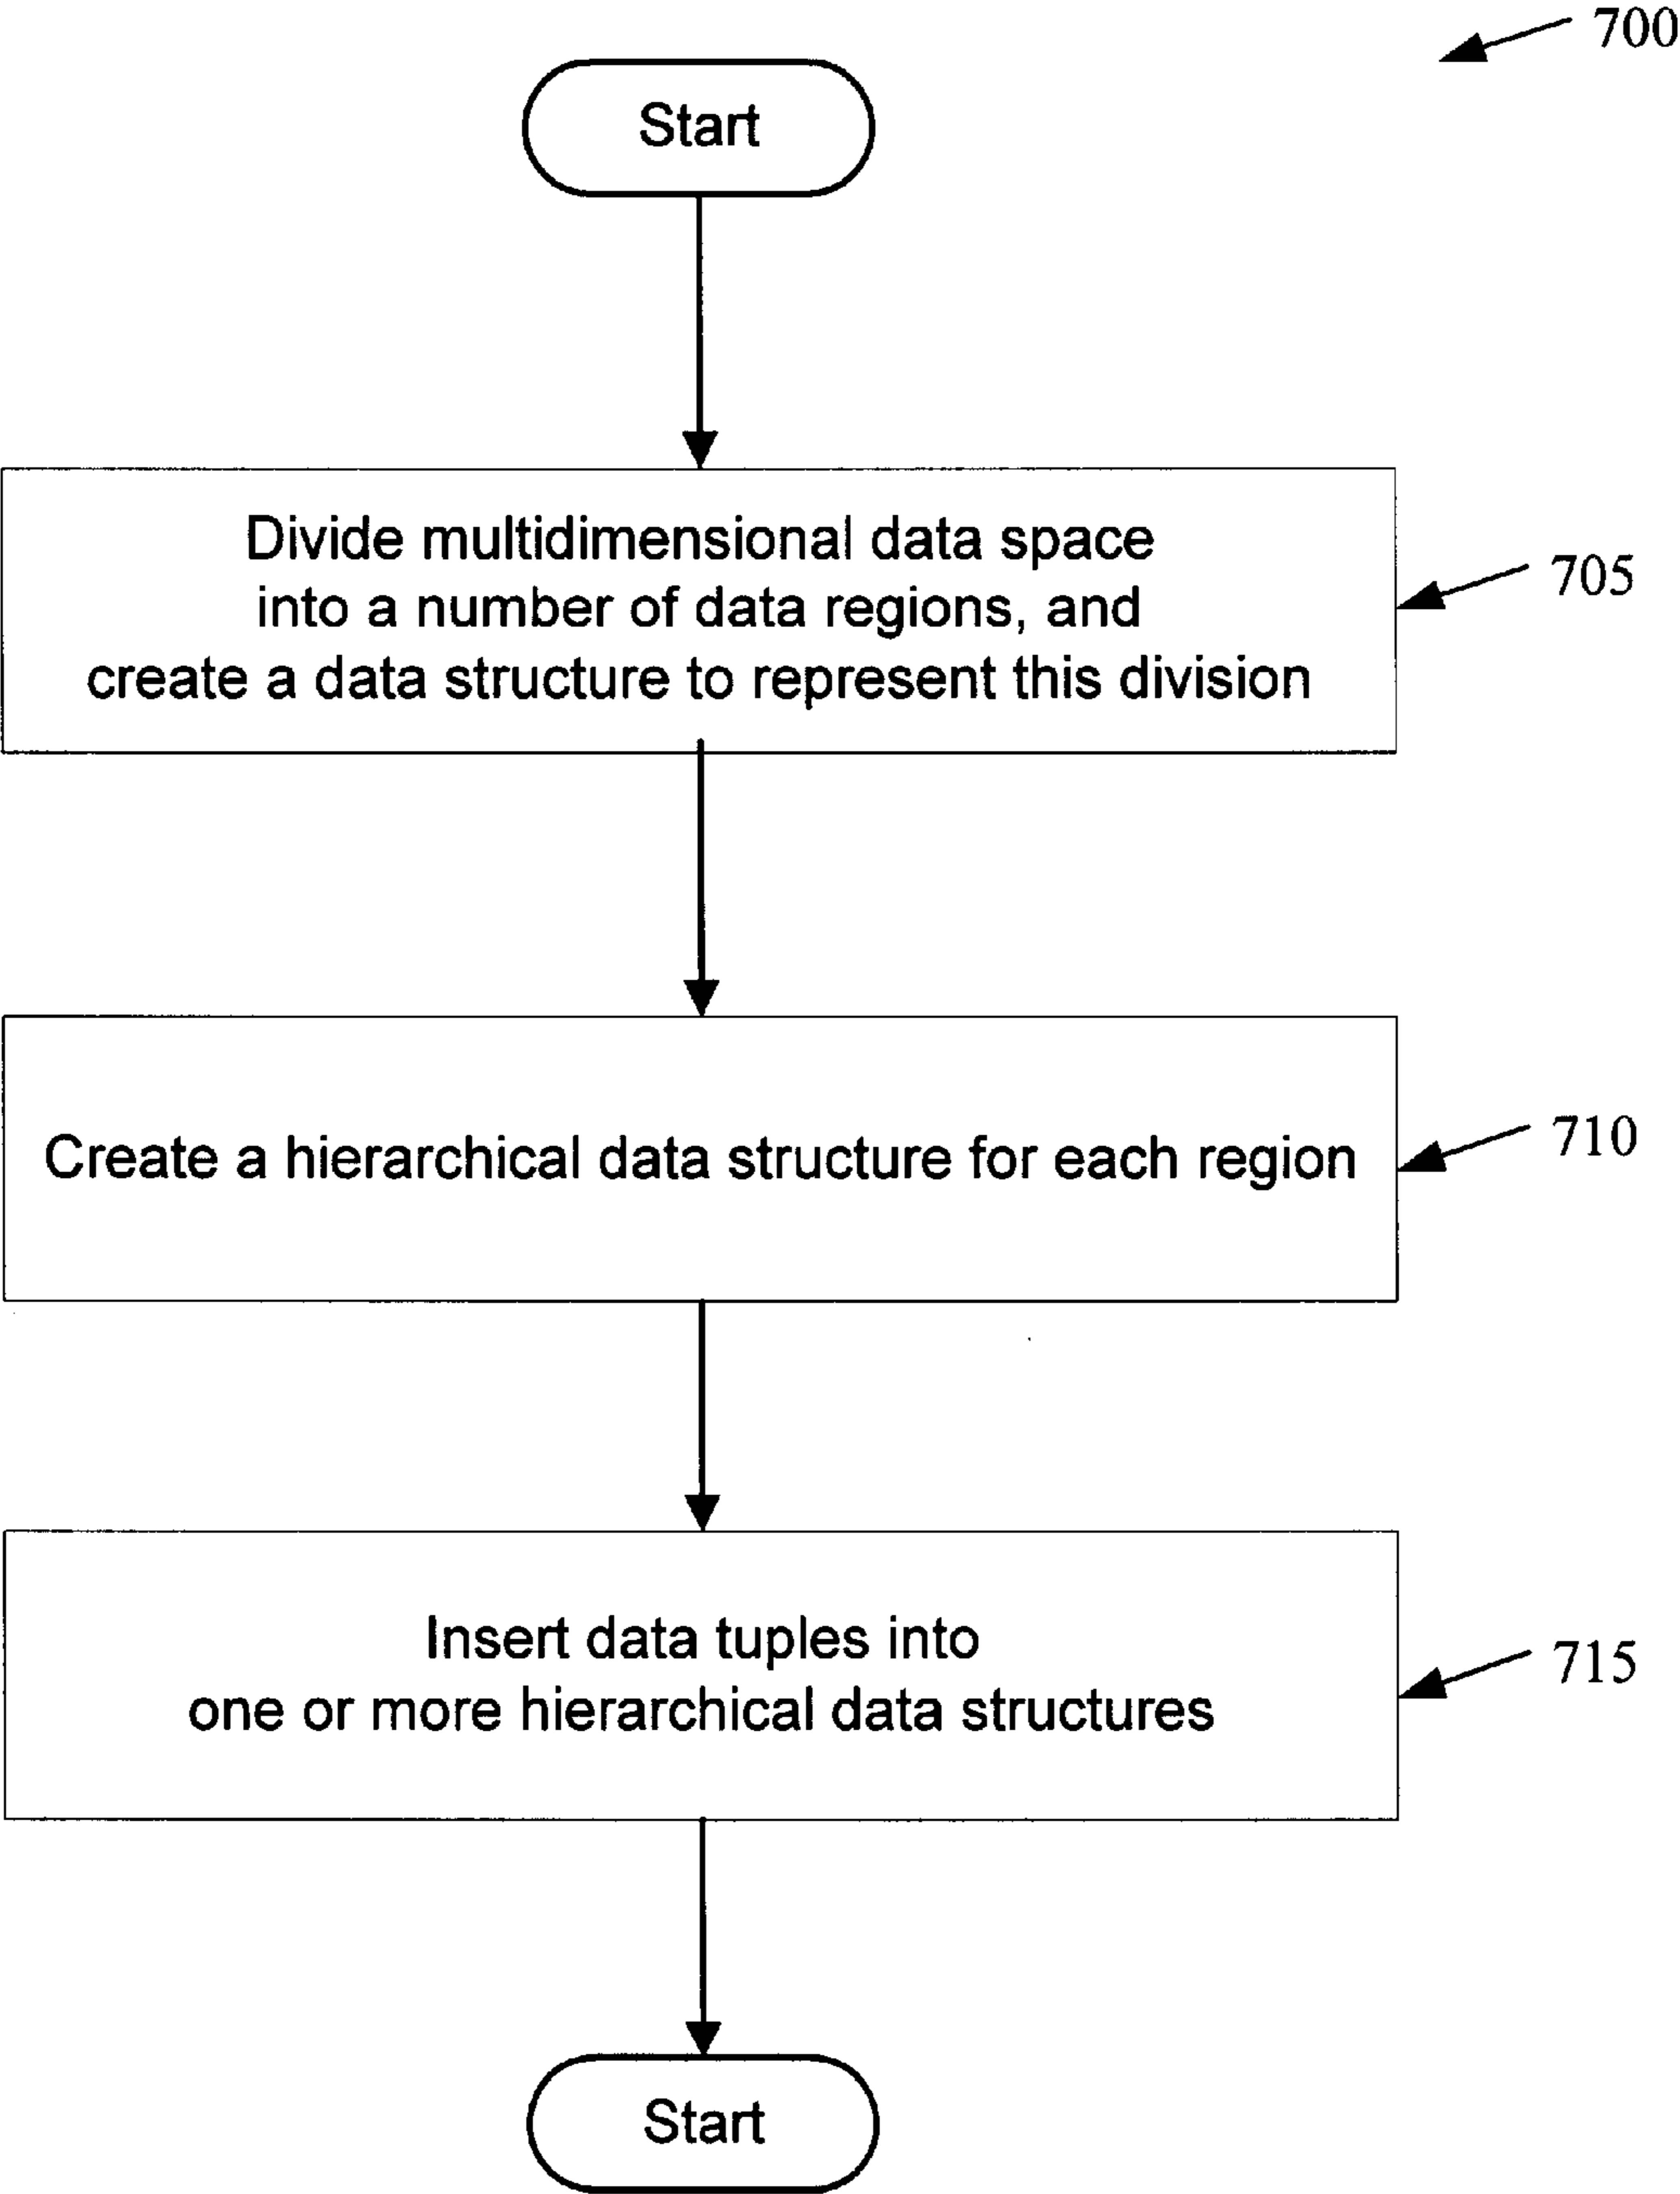 700
Start
Divide multidimensional data space
into a number of data regions, and
create a data structure to represent this division
705
Create a hierarchical data structure for each region
710
Insert data tuples into
one or more hierarchical data structures
715
Start